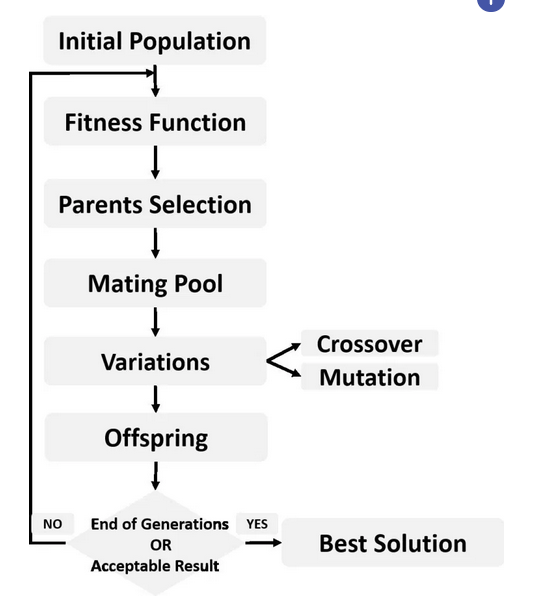 Initial Population
Fitness Function
Parents Selection
Mating Pool
Variations
Crossover
Mutation
Offspring
NO
End of Generations
OR
Acceptable Result
YES
Best Solution